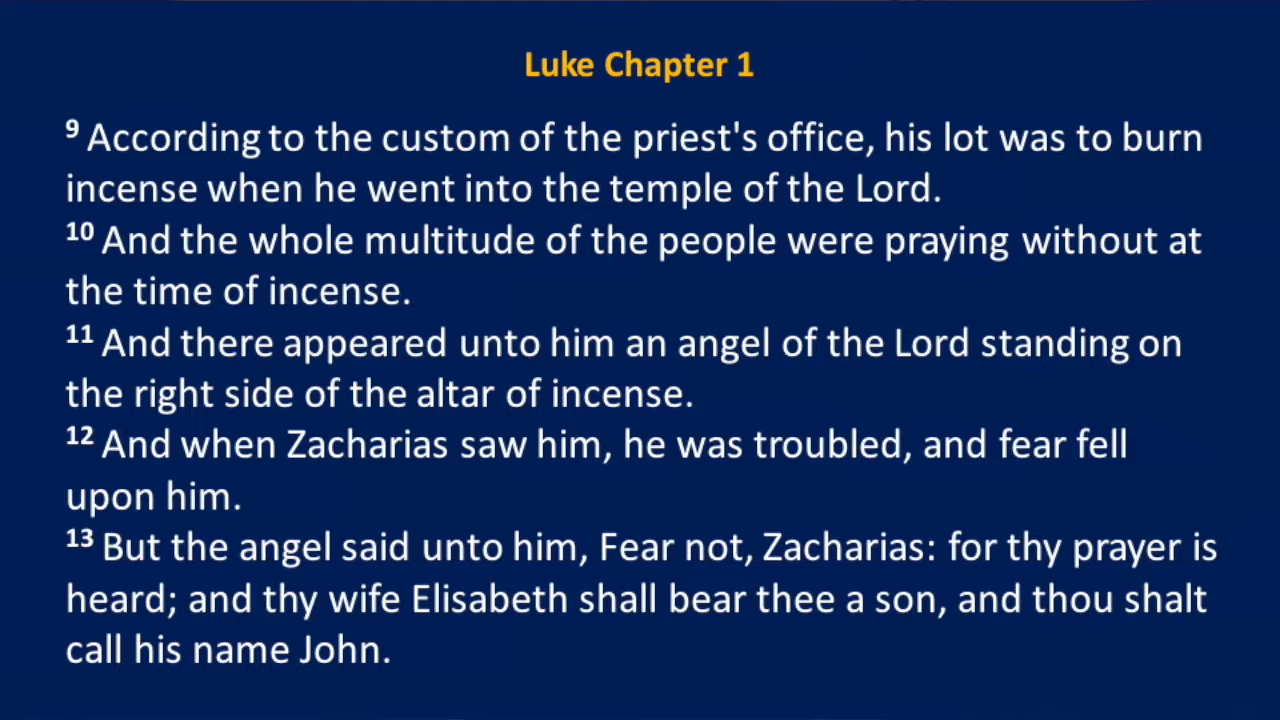 Luke Chapter 1
9 According to the custom of the priest's office, his lot was to burn
incense when he went into the temple of the Lord.
10 And the whole multitude of the people were praying without at
the time of incense.
11 And there appeared unto him an angel of the Lord standing on
the right side of the altar of incense.
12 And when Zacharias saw him, he was troubled, and fear fell
upon him.
13 But the angel said unto him, Fear not, Zacharias: for thy prayer is
heard; and thy wife Elisabeth shall bear thee a son, and thou shalt
call his name John.